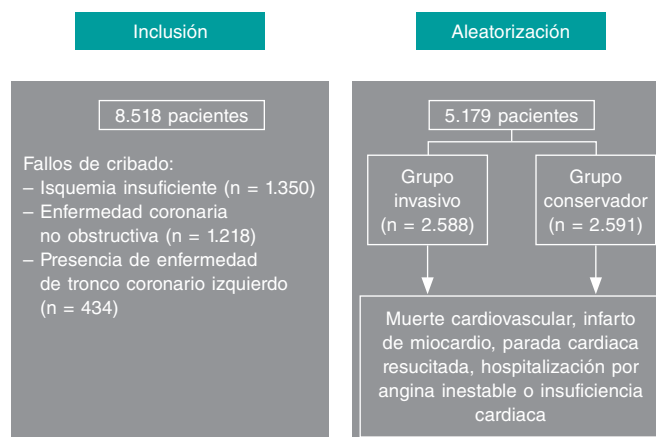 Inclusión
8.518 pacientes
Fallos de cribado:
– Isquemia insuficiente (n = 1.350)
– Enfermedad coronaria
no obstructiva (n = 1.218)
– Presencia de enfermedad
de tronco coronario izquierdo
(n = 434)
Aleatorización
5.179 pacientes
Grupo
invasivo
(n = 2.588)
Grupo
conservador
(n = 2.591)
Muerte cardiovascular, infarto
de miocardio, parada cardiaca
resucitada, hospitalización por
angina inestable o insuficiencia
cardiaca